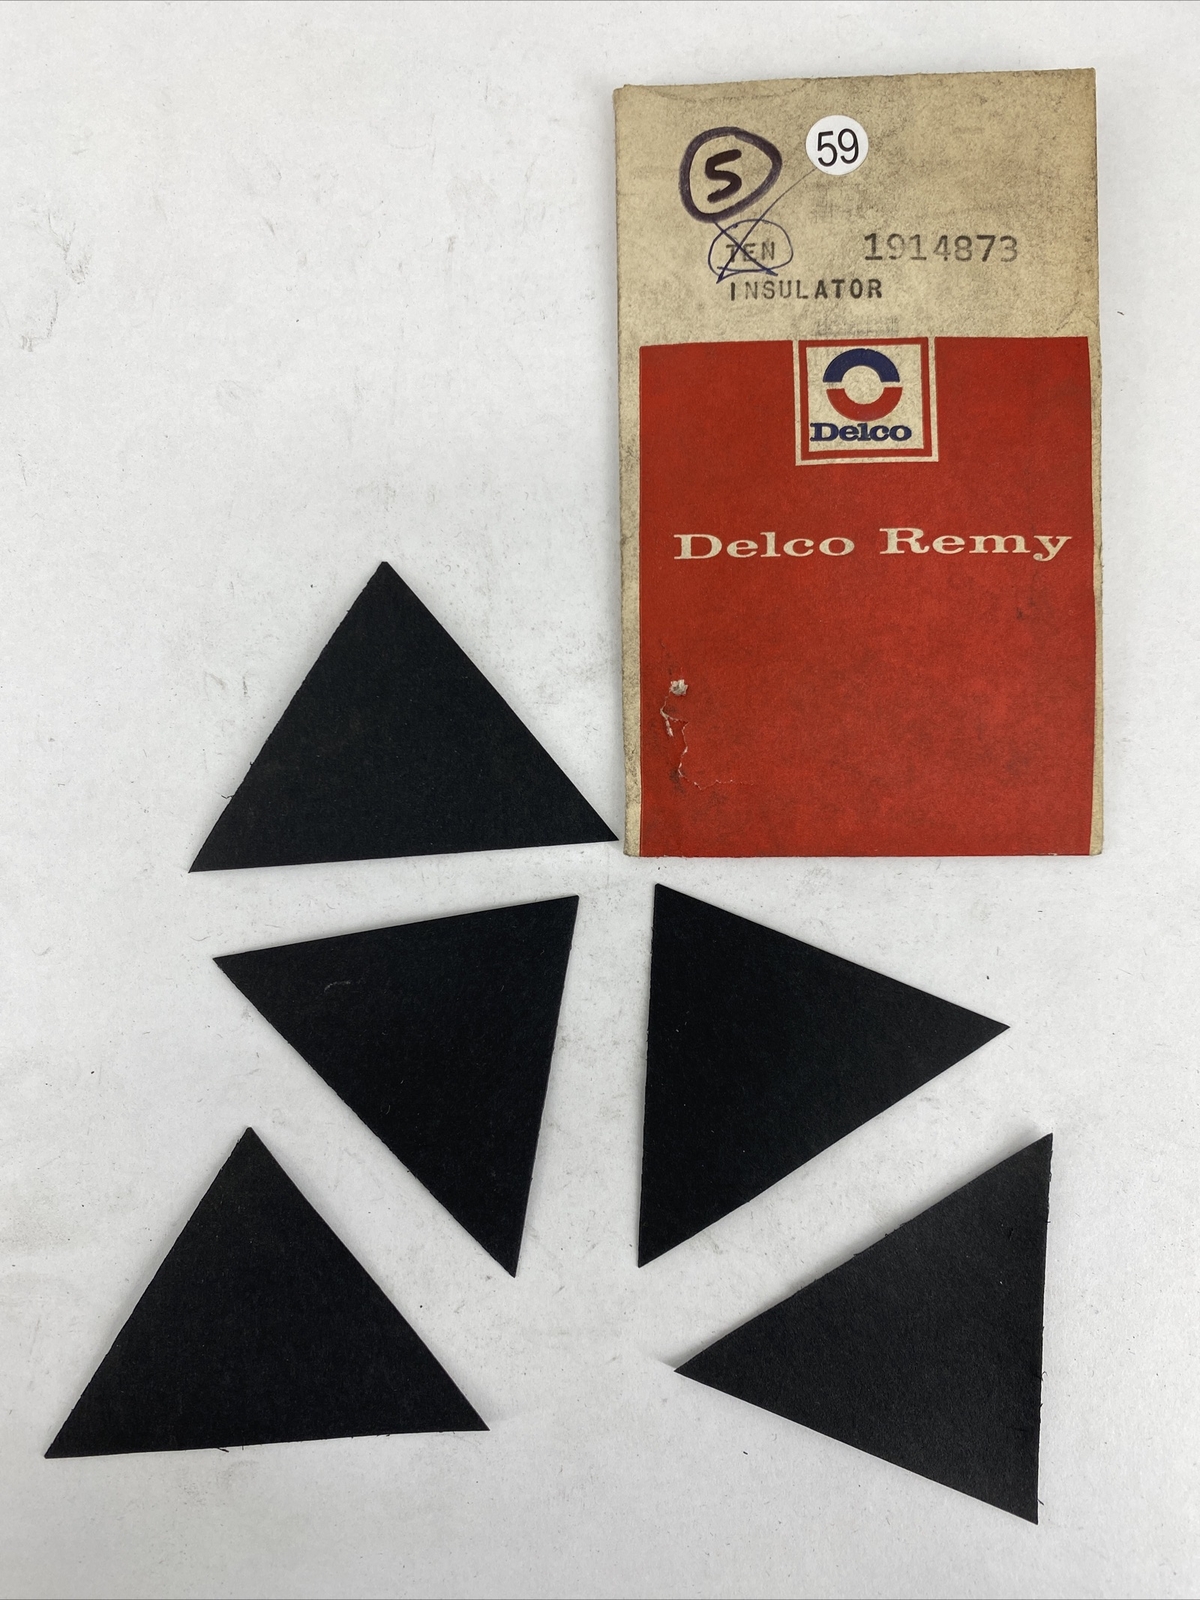 5
59
TEN 1914873
INSULATOR
Delco
Delco Remy